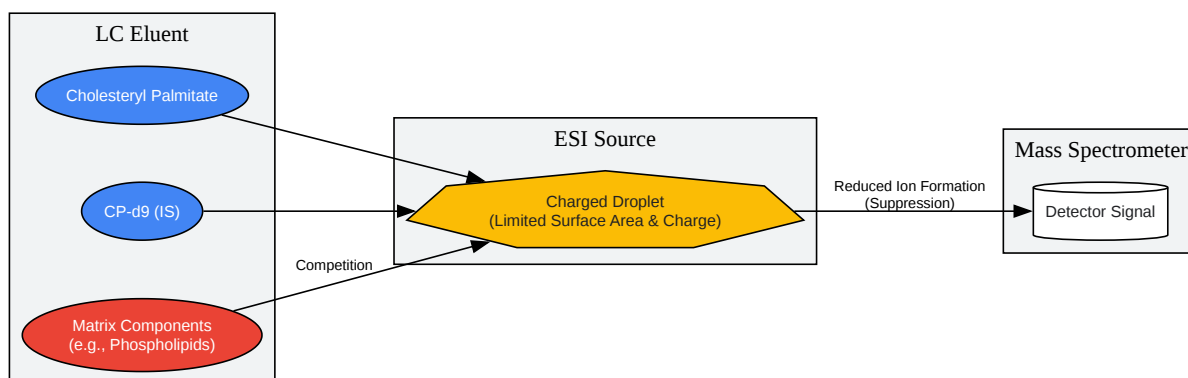 LC Eluent
Cholesteryl Palmitate
CP-d9 (IS)
Matrix Components
(e.g., Phospholipids)
Competition
ESI Source
Charged Droplet
(Limited Surface Area & Charge)
Reduced Ion Formation
(Suppression)
Mass Spectrometer
Detector Signal